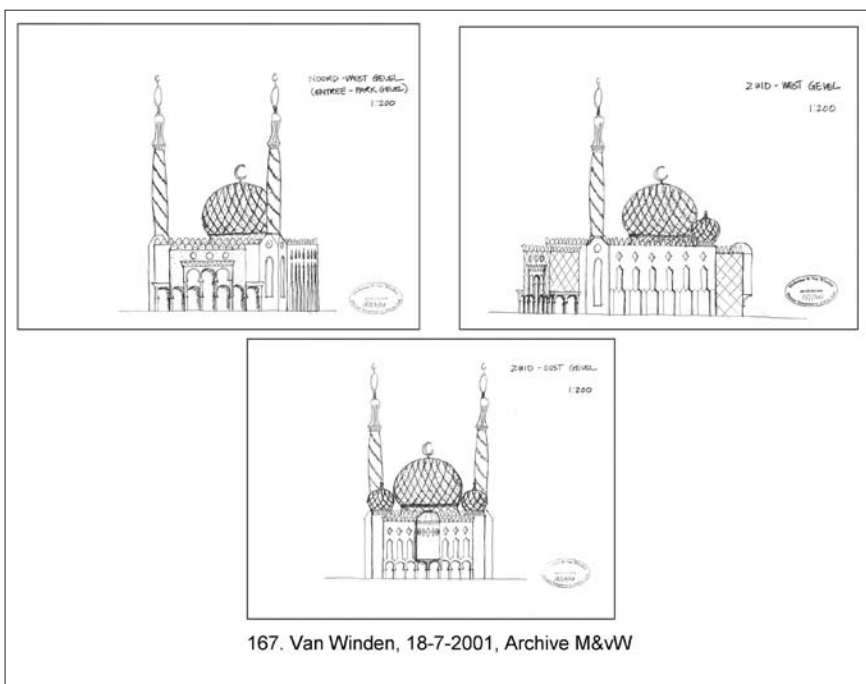 NOORD-WEST GEVEL
(ENTREE-PARK GEVEL)
1:200
ZUID-WEST GEVEL
1:200
ZUID-OOST GEVEL
1:200
167. Van Winden, 18-7-2001, Archive M&vW